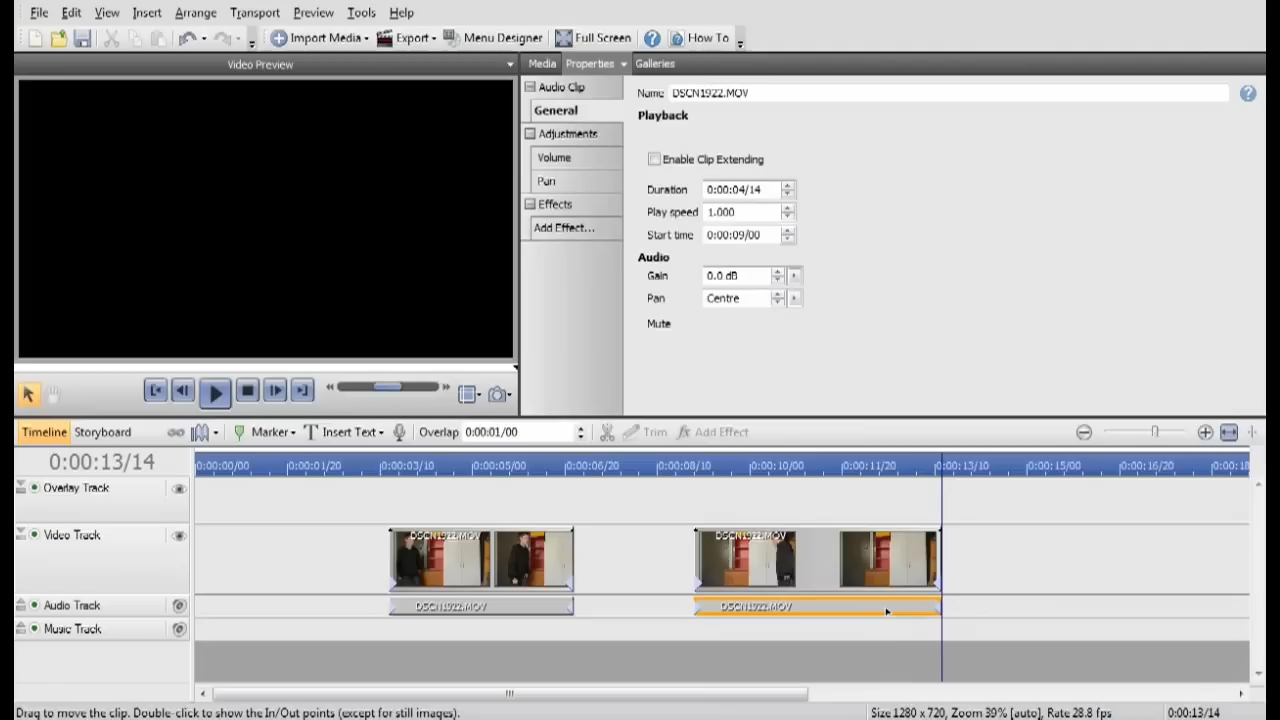 File Edit View Insert Arrange Transport Preview Tools Help
Import Media Export Menu Designer Full Screen ? How To
Video Preview Media Properties Galleries
Audio Clip
General
Adjustments
Volume
Pan
Effects
Add Effect...
Name DSCN1922.MOV ?
Playback
Enable Clip Extending
Duration 0:00:04/14
Play speed 1.000
Start time 0:00:09/00
Audio
Gain 0.0 dB
Pan Centre
Mute
Timeline Storyboard Marker Insert Text Overlap 0:00:01/00 Trim fx Add Effect
0:00:13/14 0:00:00/00 0:00:01/20 0:00:03/10 0:00:05/00 0:00:06/20 0:00:08/10 0:00:10/00 0:00:11/20 0:00:13/10 0:00:15/00 0:00:16/20
Overlay Track
Video Track DSCN1922.MOV DSCN1922.MOV
Audio Track DSCN1922.MOV DSCN1922.MOV
Music Track
Drag to move the clip. Double-click to show the In/Out points (except for still images). Size 1280 x 720, Zoom 39% [auto], Rate 28.8 fps 0:00:13/14